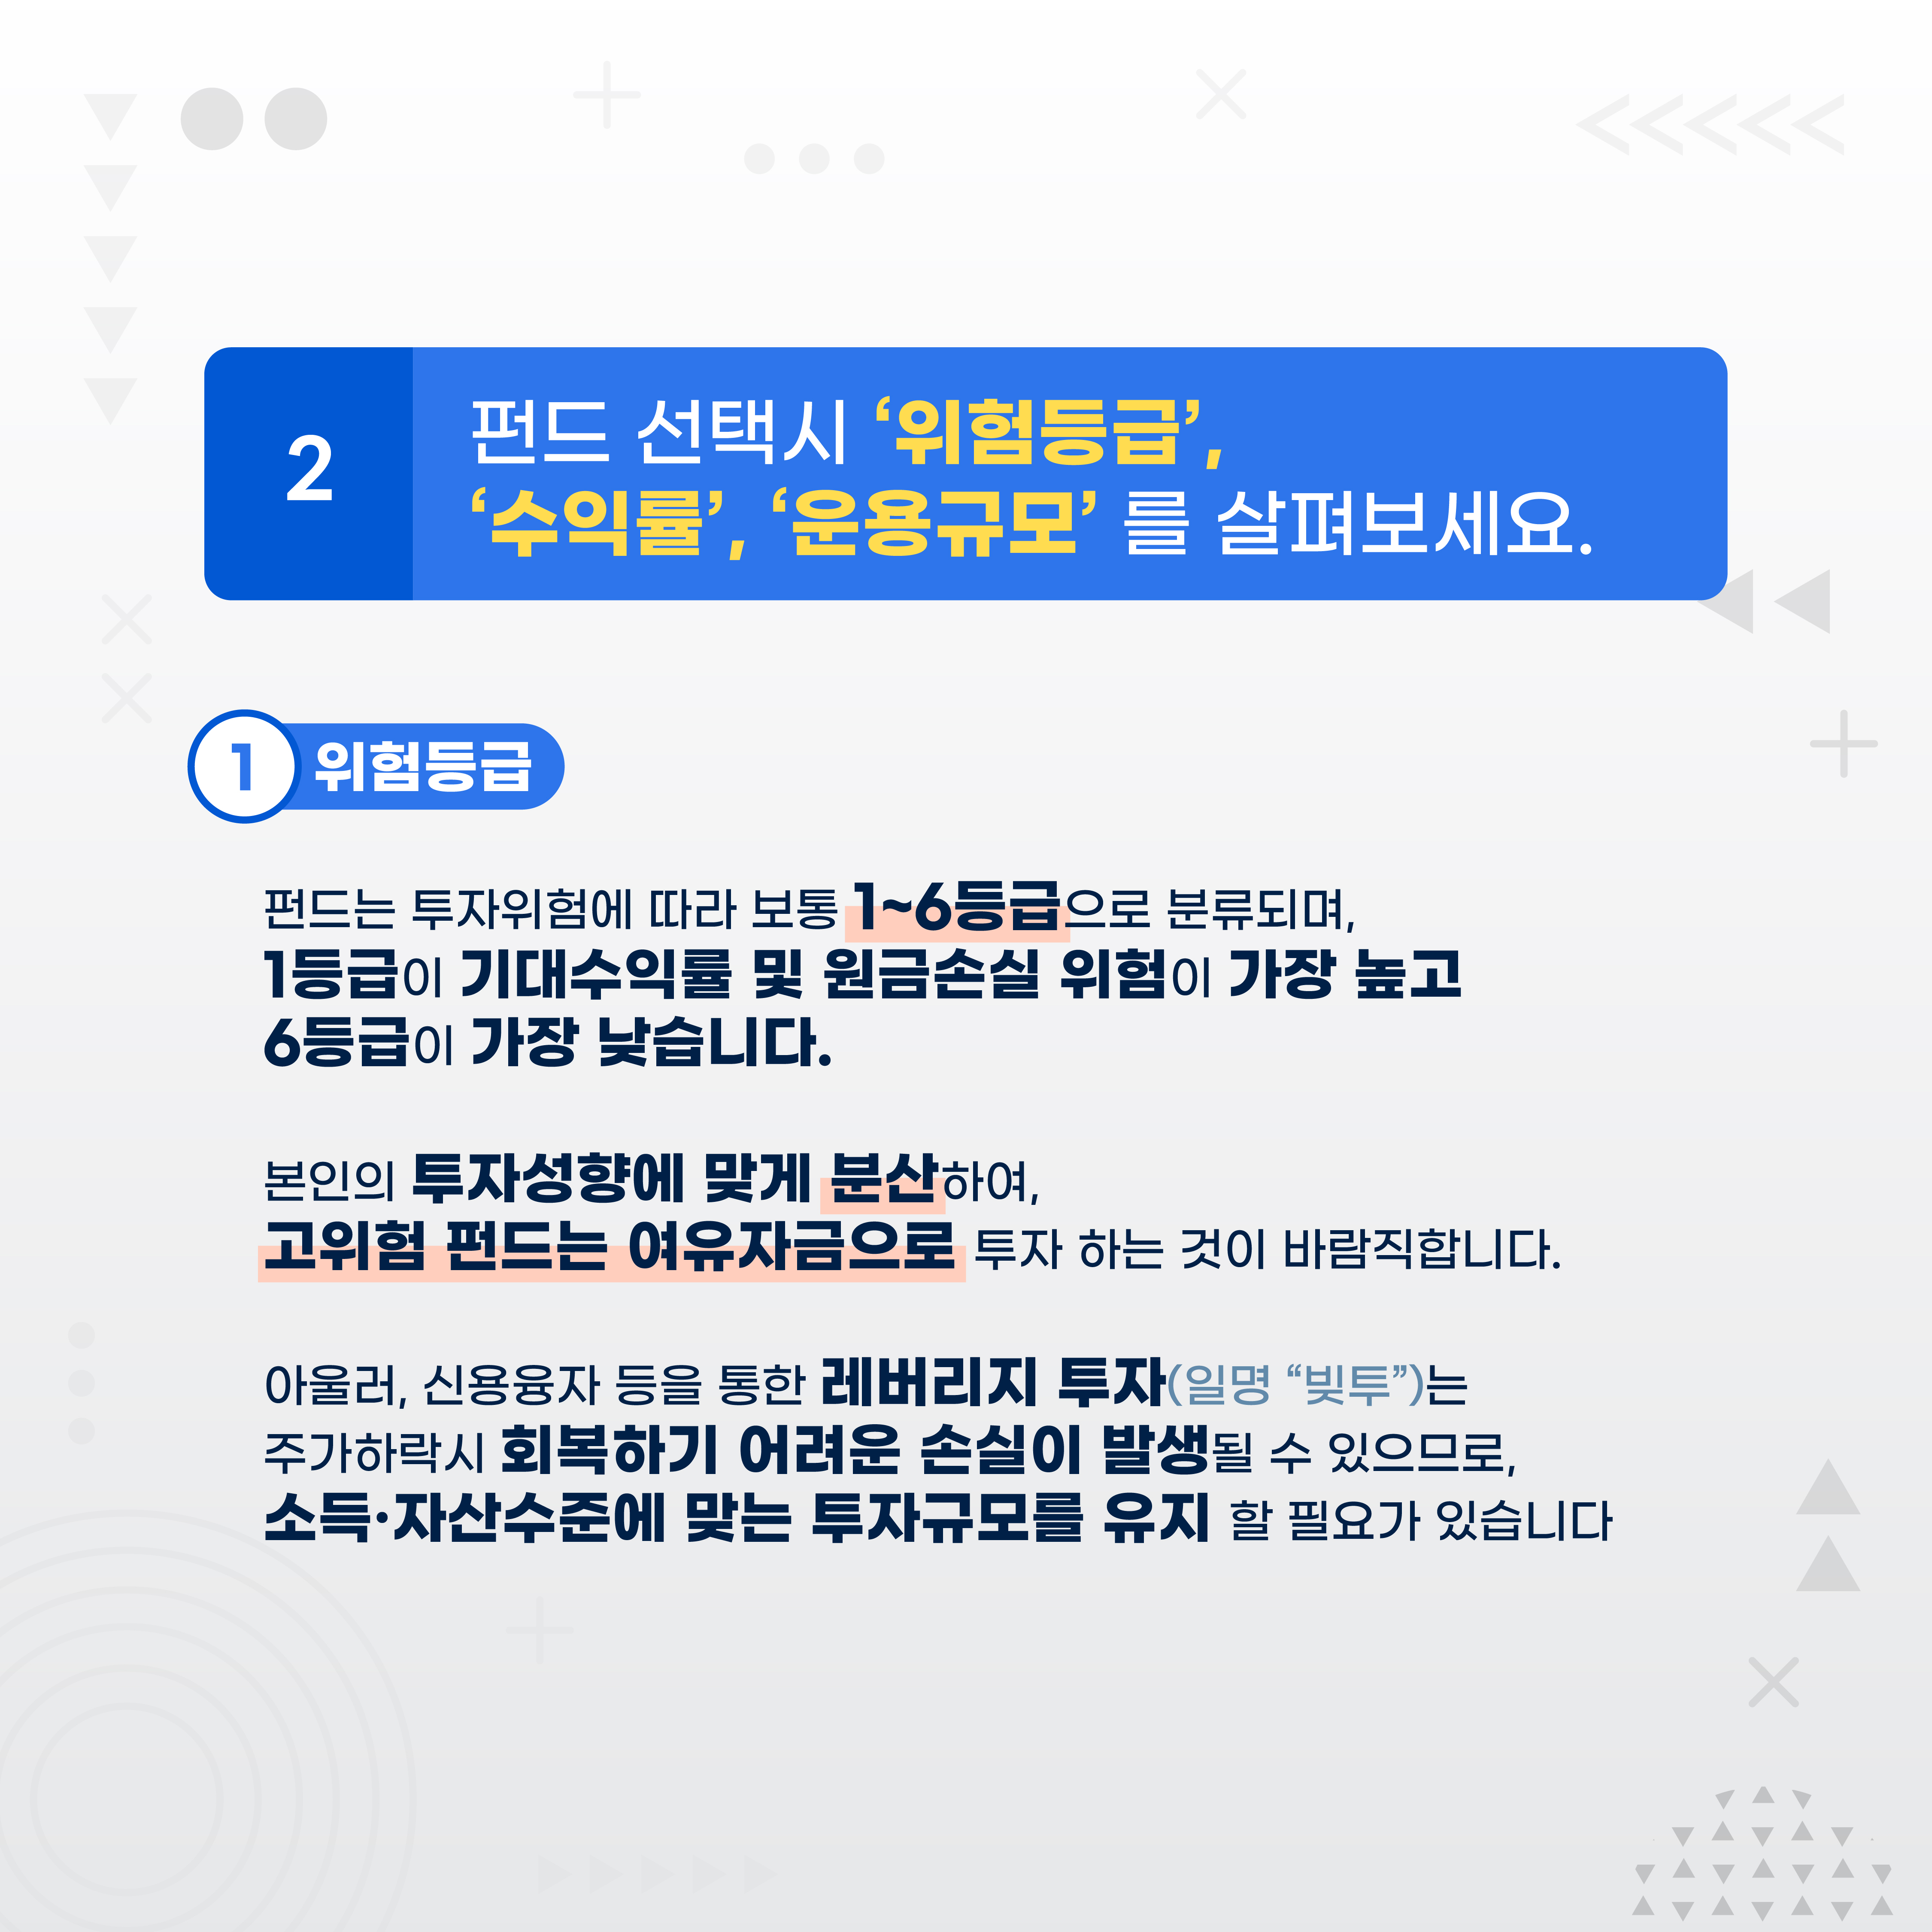 2
펀드 선택시 ‘위험등급’,
‘수익률’, ‘운용규모’ 를 살펴보세요.
1 위험등급
펀드는 투자위험에 따라 보통 1~6등급으로 분류되며,
1등급이 기대수익률 및 원금손실 위험이 가장 높고
6등급이 가장 낮습니다.
본인의 투자성향에 맞게 분산하여,
고위험 펀드는 여유자금으로 투자 하는 것이 바람직합니다.
아울러, 신용융자 등을 통한 레버리지 투자(일명 “빚투”)는
주가하락시 회복하기 어려운 손실이 발생될 수 있으므로,
소득·자산수준에 맞는 투자규모를 유지 할 필요가 있습니다